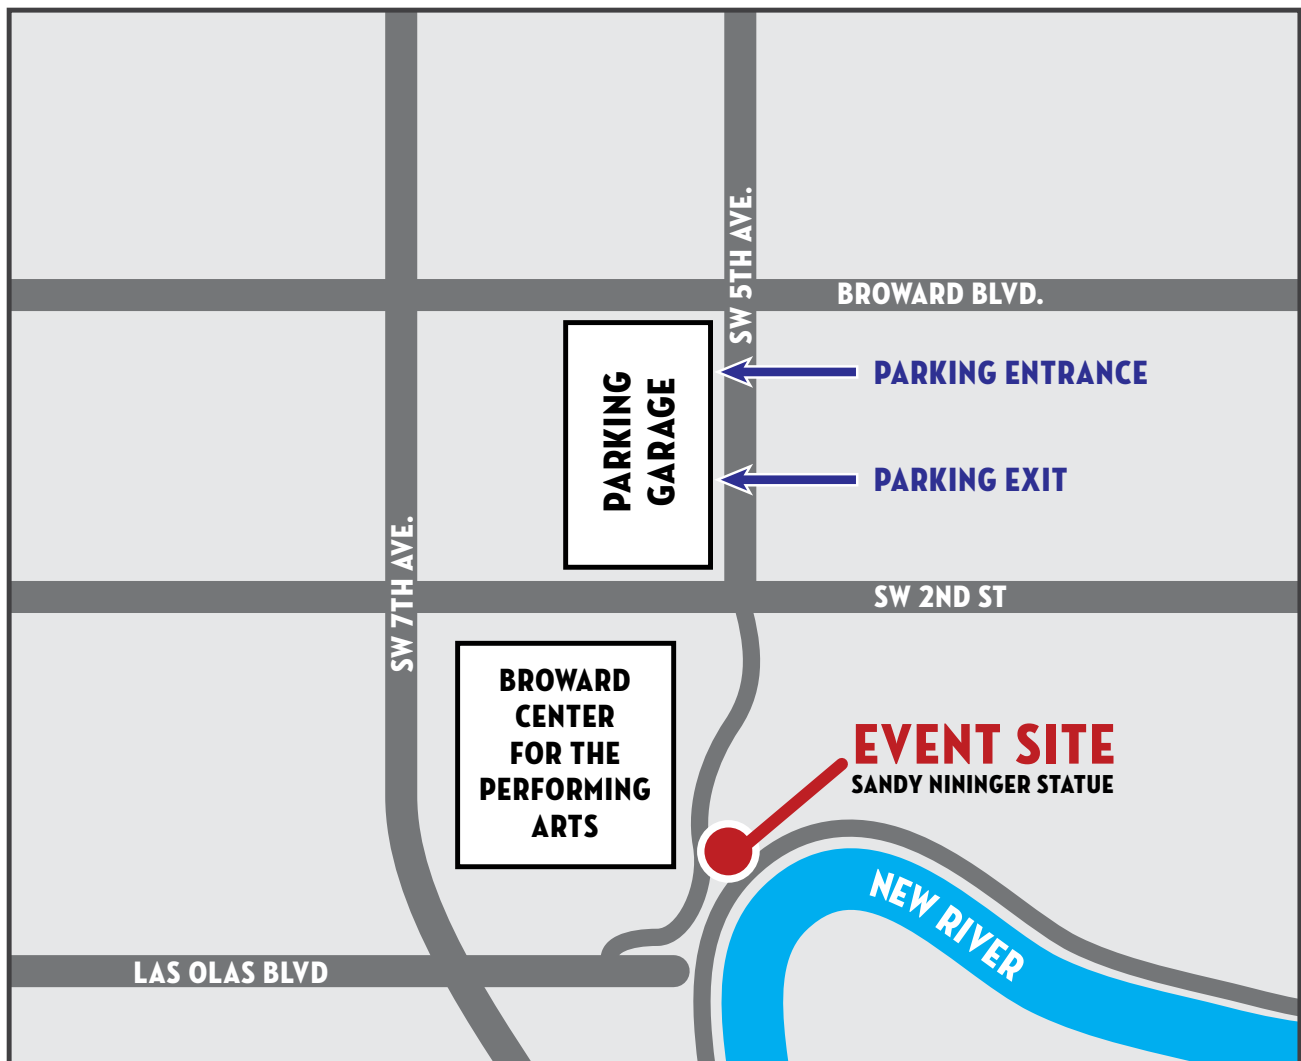 SW 5TH AVE.
BROWARD BLVD.
PARKING
GARAGE
PARKING ENTRANCE
PARKING EXIT
SW 7TH AVE.
SW 2ND ST
BROWARD
CENTER
FOR THE
PERFORMING
ARTS
EVENT SITE
SANDY NININGER STATUE
NEW RIVER
LAS OLAS BLVD